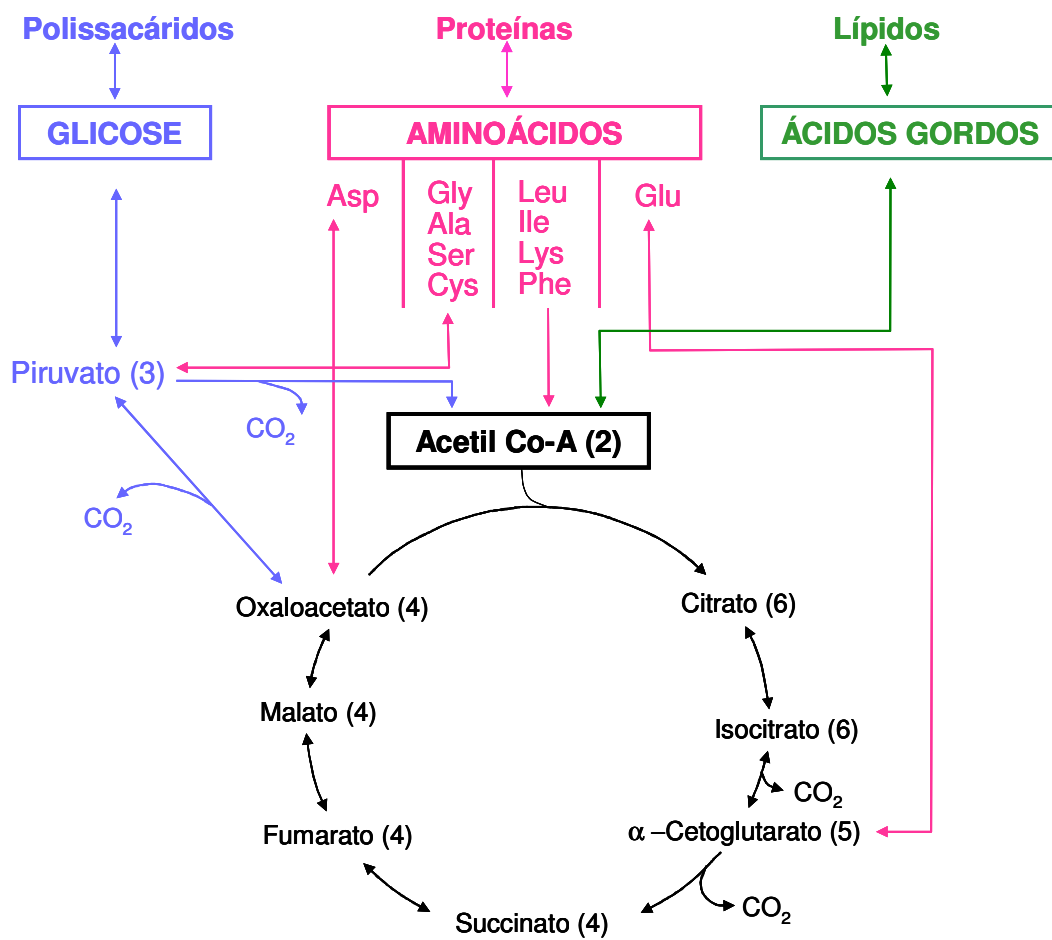 Polissacáridos
Proteínas
Lípidos
GLICOSE
AMINOÁCIDOS
ÁCIDOS GORDOS
Asp
Gly
Ala
Ser
Cys
Leu
Ile
Lys
Phe
Glu
Piruvato (3)
CO2
Acetil Co-A (2)
CO2
Oxaloacetato (4)
Citrato (6)
Malato (4)
Isocitrato (6)
CO2
Fumarato (4)
α –Cetoglutarato (5)
CO2
Succinato (4)